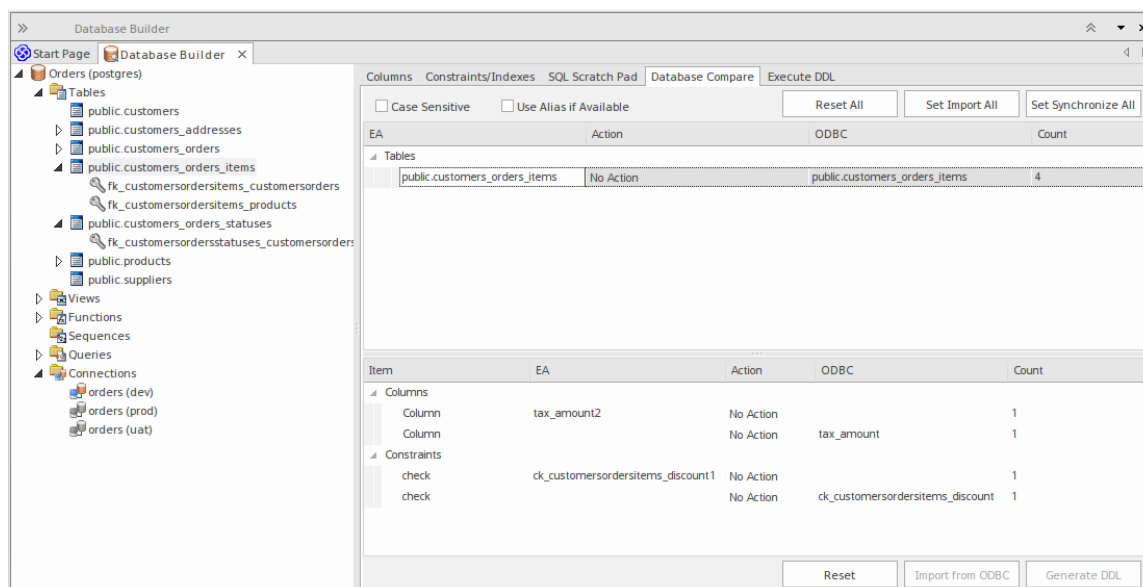 Database Builder
Start Page Database Builder
Orders (postgres)
Tables
public.customers
public.customers_addresses
public.customers_orders
public.customers_orders_items
fk_customersordersitems_customersorders
fk_customersordersitems_products
public.customers_orders_statuses
fk_customersordersstatuses_customersorders
public.products
public.suppliers
Views
Functions
Sequences
Queries
Connections
orders (dev)
orders (prod)
orders (uat)
Columns Constraints/Indexes SQL Scratch Pad Database Compare Execute DDL
Case Sensitive Use Alias if Available Reset All Set Import All Set Synchronize All
EA Action ODBC Count
Tables
public.customers_orders_items No Action public.customers_orders_items 4
Item EA Action ODBC Count
Columns
Column tax_amount2 No Action 1
Column No Action tax_amount 1
Constraints
check ck_customersordersitems_discount1 No Action 1
check No Action ck_customersordersitems_discount 1
Reset Import from ODBC Generate DDL